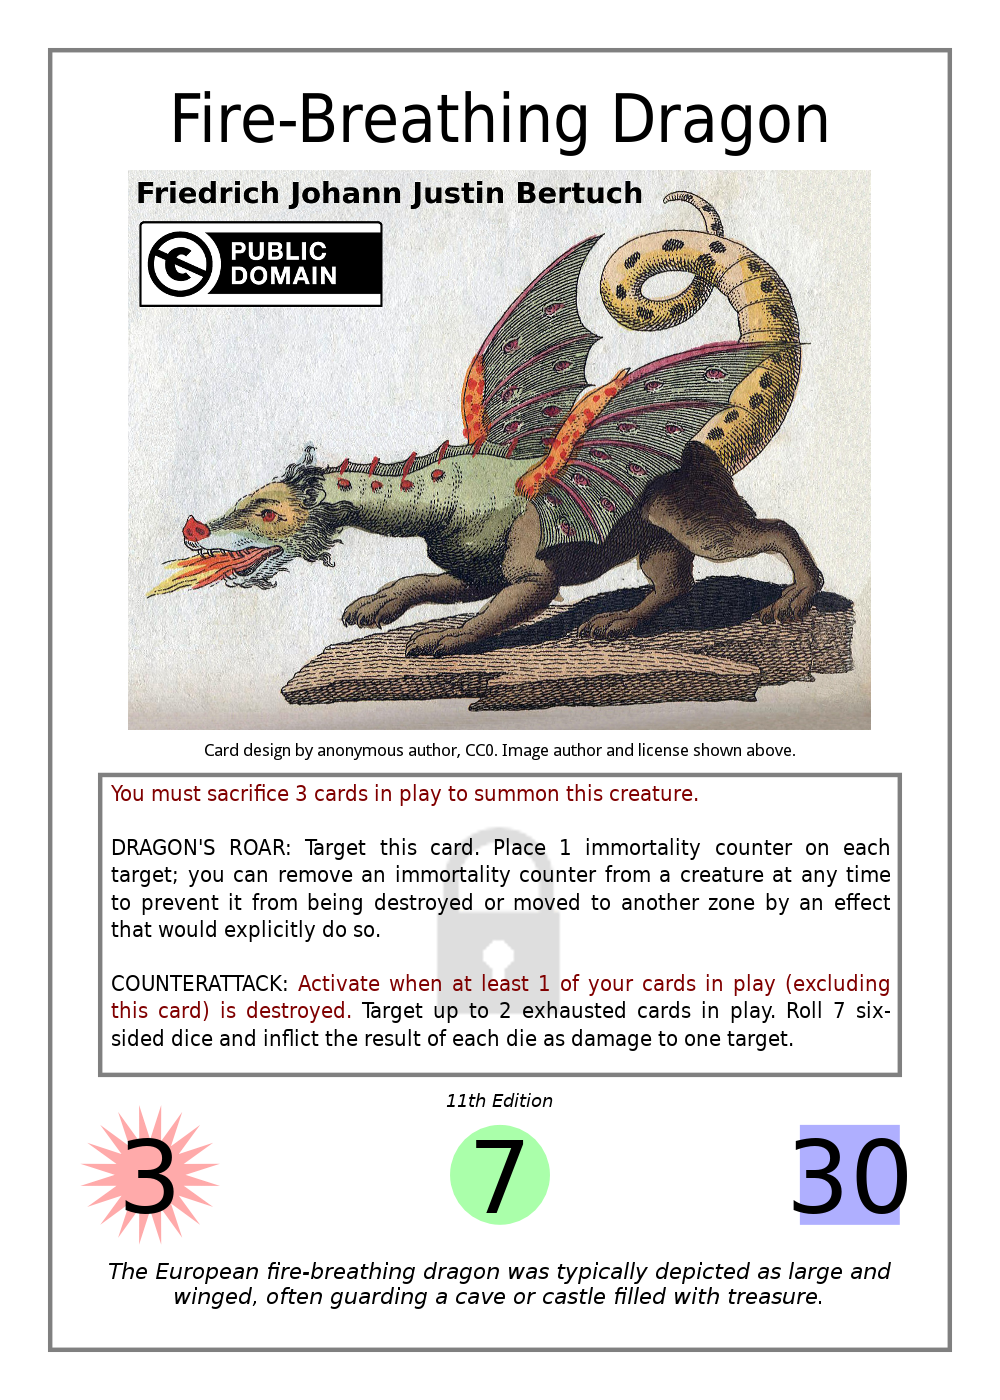 Fire-Breathing Dragon
Friedrich Johann Justin Bertuch
PUBLIC
DOMAIN
Card design by anonymous author, CC0. Image author and license shown above.
You must sacrifice 3 cards in play to summon this creature.
DRAGON'S ROAR: Target this card. Place 1 immortality counter on each
target; you can remove an immortality counter from a creature at any time
to prevent it from being destroyed or moved to another zone by an effect
that would explicitly do so.
COUNTERATTACK: Activate when at least 1 of your cards in play (excluding
this card) is destroyed. Target up to 2 exhausted cards in play. Roll 7 six-
sided dice and inflict the result of each die as damage to one target.
11th Edition
3 7 30
The European fire-breathing dragon was typically depicted as large and
winged, often guarding a cave or castle filled with treasure.